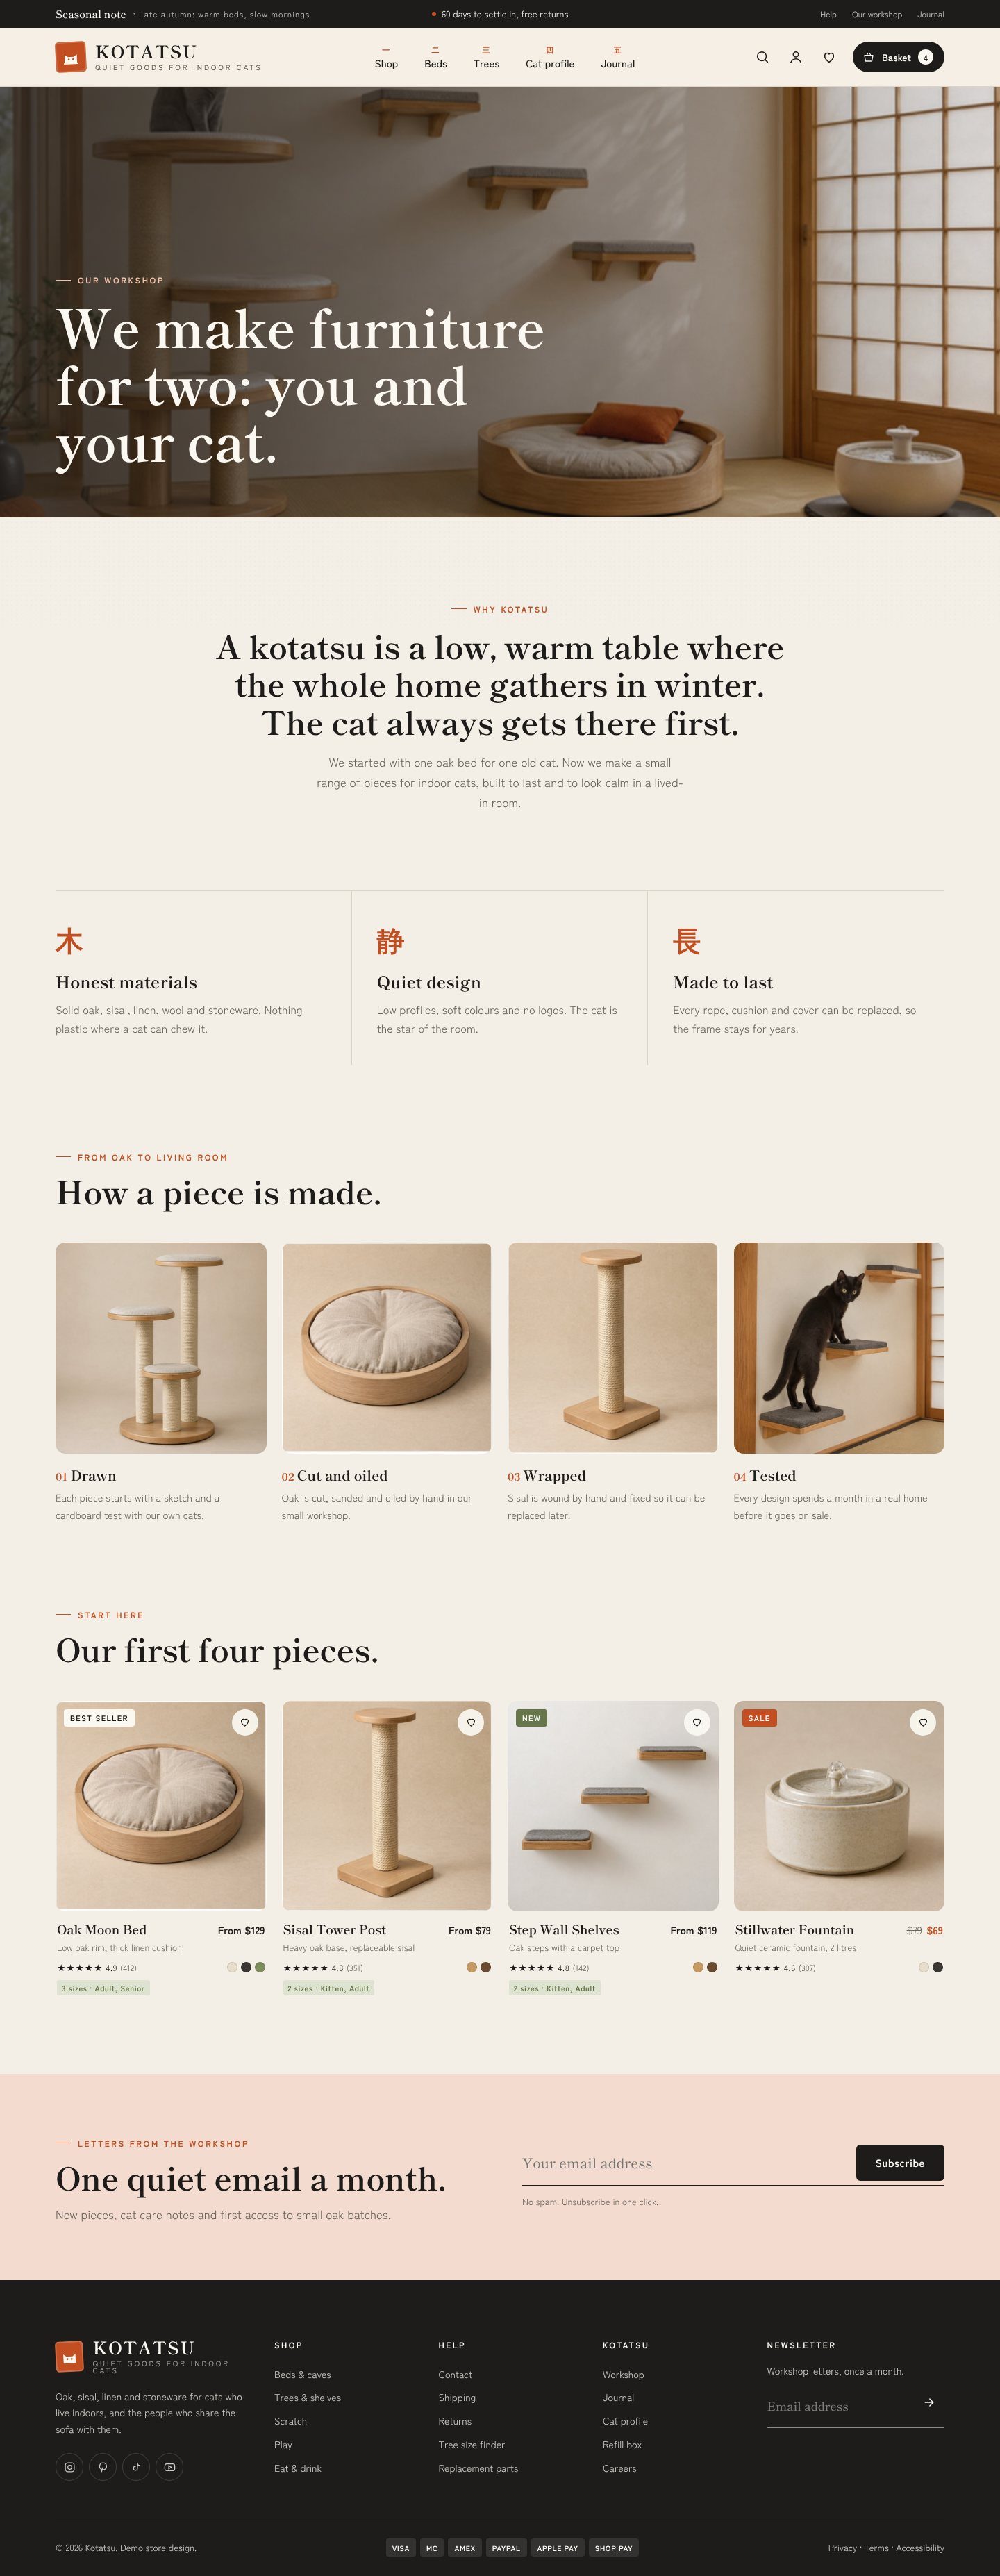 Seasonal note · Late autumn: warm beds, slow mornings
60 days to settle in, free returns
Help Our workshop Journal
KOTATSU
QUIET GOODS FOR INDOOR CATS
一 二 三 四 五
Shop Beds Trees Cat profile Journal
Basket 4
OUR WORKSHOP
We make furniture
for two: you and
your cat.
WHY KOTATSU
A kotatsu is a low, warm table where
the whole home gathers in winter.
The cat always gets there first.
We started with one oak bed for one old cat. Now we make a small
range of pieces for indoor cats, built to last and to look calm in a lived-
in room.
木
Honest materials
Solid oak, sisal, linen, wool and stoneware. Nothing
plastic where a cat can chew it.
静
Quiet design
Low profiles, soft colours and no logos. The cat is
the star of the room.
長
Made to last
Every rope, cushion and cover can be replaced, so
the frame stays for years.
FROM OAK TO LIVING ROOM
How a piece is made.
01 Drawn
Each piece starts with a sketch and a
cardboard test with our own cats.
02 Cut and oiled
Oak is cut, sanded and oiled by hand in our
small workshop.
03 Wrapped
Sisal is wound by hand and fixed so it can be
replaced later.
04 Tested
Every design spends a month in a real home
before it goes on sale.
START HERE
Our first four pieces.
BEST SELLER
Oak Moon Bed From $129
Low oak rim, thick linen cushion
★★★★★ 4.9 (412)
3 sizes · Adult, Senior
Sisal Tower Post From $79
Heavy oak base, replaceable sisal
★★★★★ 4.8 (351)
2 sizes · Kitten, Adult
NEW
Step Wall Shelves From $119
Oak steps with a carpet top
★★★★★ 4.8 (142)
2 sizes · Kitten, Adult
SALE
Stillwater Fountain $79 $69
Quiet ceramic fountain, 2 litres
★★★★★ 4.6 (307)
LETTERS FROM THE WORKSHOP
One quiet email a month.
New pieces, cat care notes and first access to small oak batches.
Your email address
Subscribe
No spam. Unsubscribe in one click.
KOTATSU
QUIET GOODS FOR INDOOR
CATS
Oak, sisal, linen and stoneware for cats who
live indoors, and the people who share the
sofa with them.
SHOP
Beds & caves
Trees & shelves
Scratch
Play
Eat & drink
HELP
Contact
Shipping
Returns
Tree size finder
Replacement parts
KOTATSU
Workshop
Journal
Cat profile
Refill box
Careers
NEWSLETTER
Workshop letters, once a month.
Email address
© 2026 Kotatsu. Demo store design.
VISA MC AMEX PAYPAL APPLE PAY SHOP PAY
Privacy · Terms · Accessibility